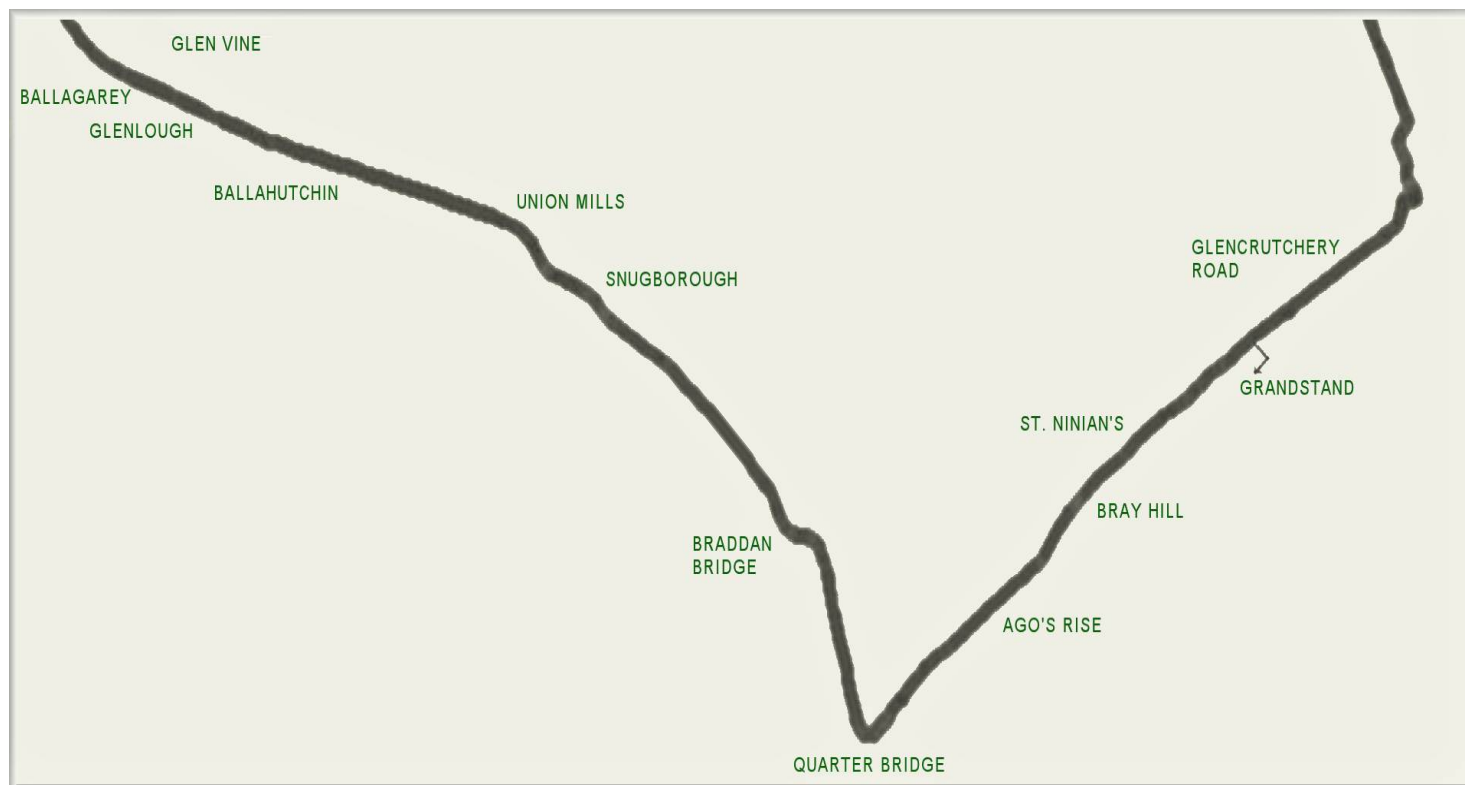 GLEN VINE
BALLAGAREY
GLENLOUGH
BALLAHUTCHIN
UNION MILLS
SNUGBOROUGH
GLENCRUTCHERY
ROAD
GRANDSTAND
ST. NINIAN'S
BRAY HILL
BRADDAN
BRIDGE
AGO'S RISE
QUARTER BRIDGE